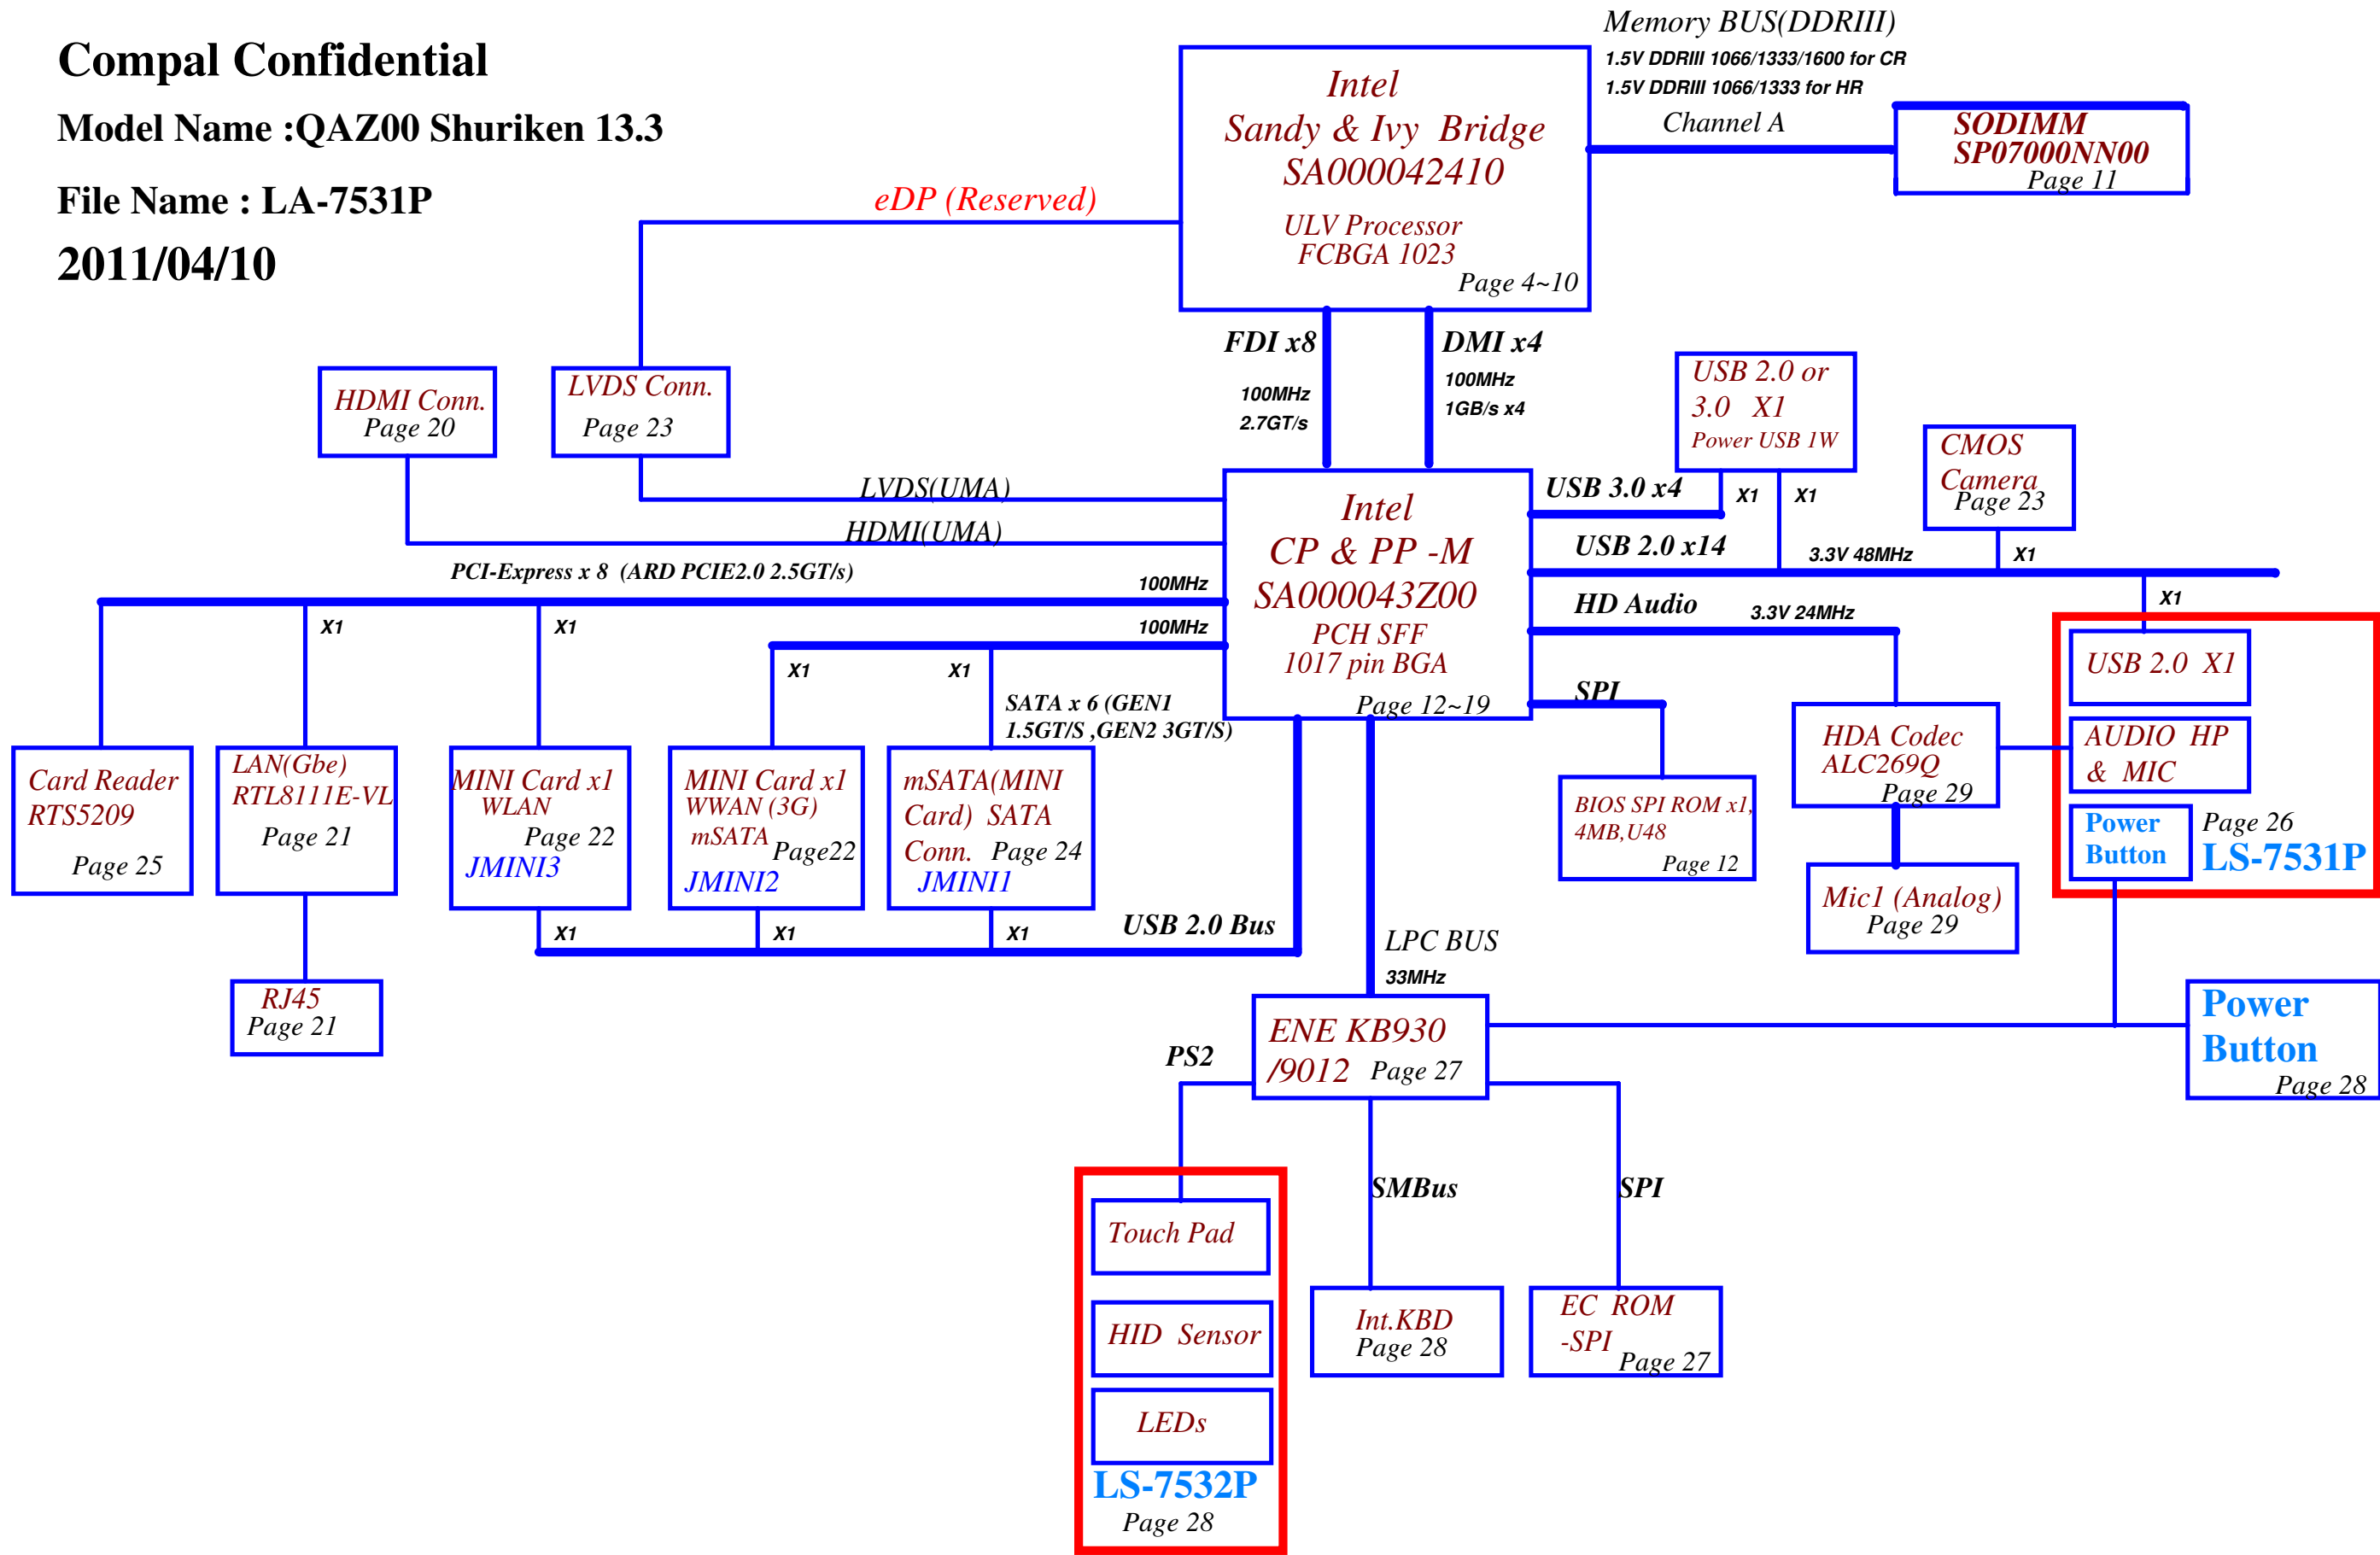 Compal Confidential
Model Name :QAZ00 Shuriken 13.3
File Name : LA-7531P
2011/04/10
Memory BUS(DDRIII)
1.5V DDRIII 1066/1333/1600 for CR
1.5V DDRIII 1066/1333 for HR
Channel A
SODIMM
SP07000NN00
Page 11
Intel
Sandy & Ivy Bridge
SA000042410
ULV Processor
FCBGA 1023
Page 4~10
eDP (Reserved)
FDI x8
100MHz
2.7GT/s
DMI x4
100MHz
1GB/s x4
HDMI Conn.
Page 20
LVDS Conn.
Page 23
LVDS(UMA)
HDMI(UMA)
USB 2.0 or
3.0 X1
Power USB 1W
CMOS
Camera
Page 23
USB 3.0 x4
X1
X1
USB 2.0 x14
3.3V 48MHz
X1
X1
Intel
CP & PP -M
SA000043Z00
PCH SFF
1017 pin BGA
Page 12~19
PCI-Express x 8 (ARD PCIE2.0 2.5GT/s)
100MHz
100MHz
X1
X1
X1
X1
SATA x 6 (GEN1
1.5GT/S ,GEN2 3GT/S)
HD Audio
3.3V 24MHz
SPI
USB 2.0 X1
AUDIO HP
& MIC
Power
Button
Page 26
LS-7531P
HDA Codec
ALC269Q
Page 29
Mic1 (Analog)
Page 29
BIOS SPI ROM x1,
4MB,U48
Page 12
Card Reader
RTS5209
Page 25
LAN(Gbe)
RTL8111E-VL
Page 21
MINI Card x1
WLAN
Page 22
JMINI3
MINI Card x1
WWAN (3G)
mSATA
Page22
JMINI2
mSATA(MINI
Card) SATA
Conn. Page 24
JMINI1
X1
X1
X1
USB 2.0 Bus
LPC BUS
33MHz
RJ45
Page 21
ENE KB930
/9012 Page 27
Power
Button
Page 28
PS2
SMBus
SPI
Touch Pad
HID Sensor
LEDs
LS-7532P
Page 28
Int.KBD
Page 28
EC ROM
-SPI
Page 27